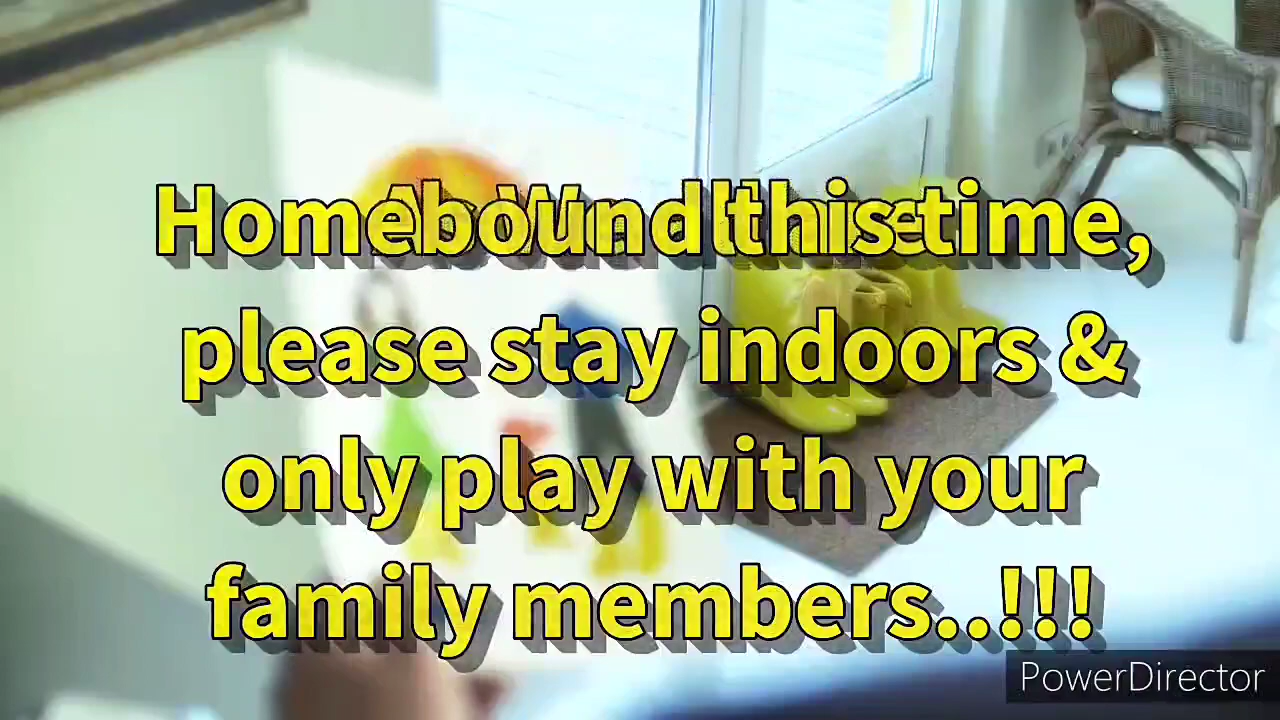 Homebound this time,
please stay indoors &
only play with your
family members..!!!
PowerDirector